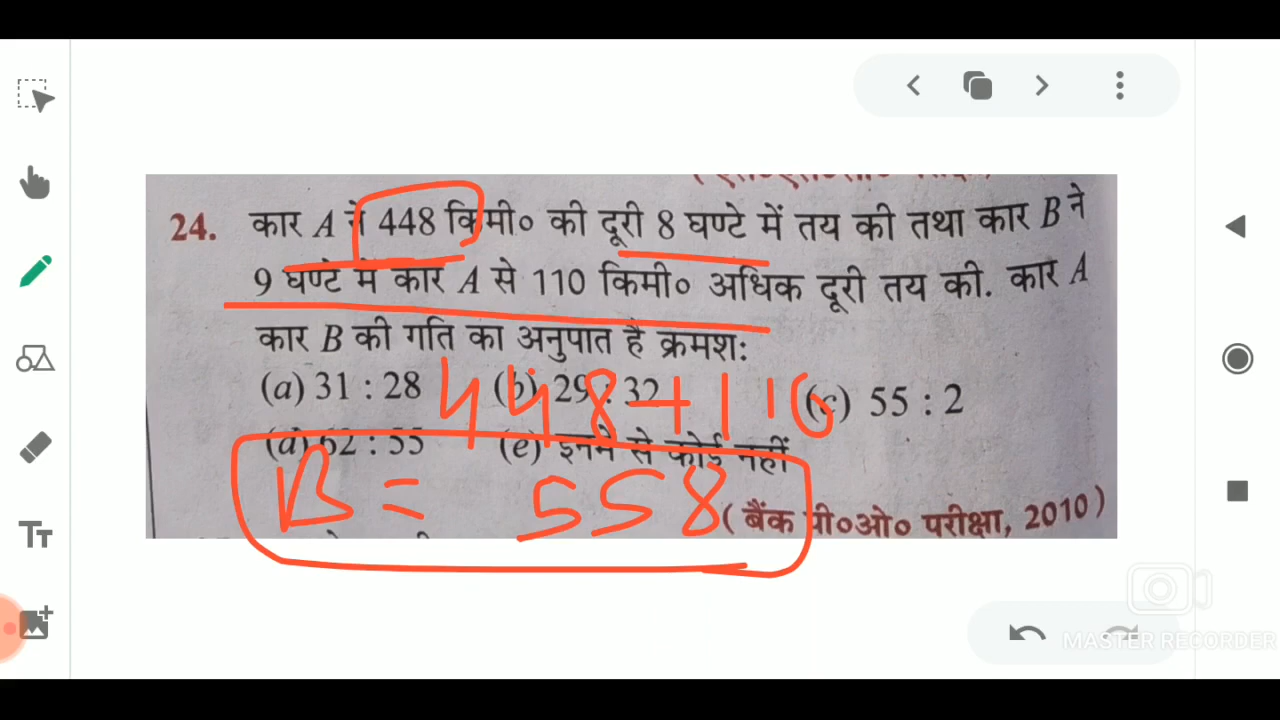 24. कार A ने 448 किमी० की दूरी 8 घण्टे में तय की तथा कार B ने
9 घण्टे मे कार A से 110 किमी० अधिक दूरी तय की. कार A
कार B की गति का अनुपात है क्रमश:
(a) 31 : 28 (b) 29 : 32 (c) 55 : 2
448+110
(d) 62 : 55 (e) इनमे से कोई नहीं
B = 558
(बैंक पी०ओ० परीक्षा, 2010)
TT
MASTER RECORDER